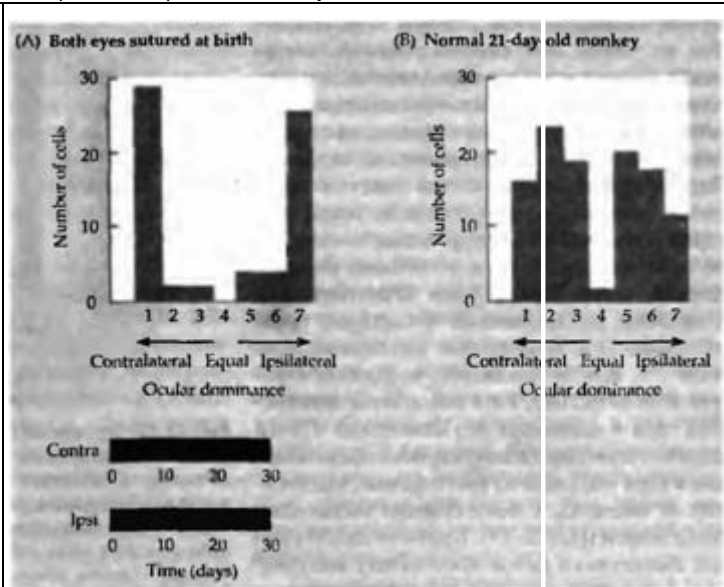 (A) Both eyes sutured at birth
30
20
10
0
Number of cells
1 2 3 4 5 6 7
Contralateral Equal Ipsilateral
Ocular dominance
Contra
0 10 20 30
Ipsi
0 10 20 30
Time (days)
(B) Normal 21-day-old monkey
30
20
10
0
Number of cells
1 2 3 4 5 6 7
Contralateral Equal Ipsilateral
Ocular dominance